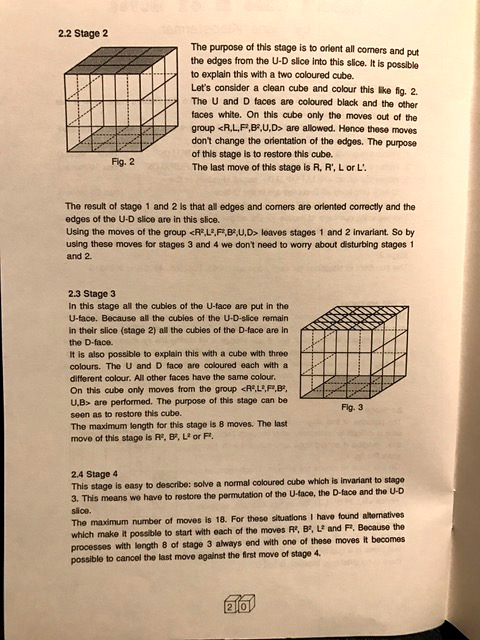 2.2 Stage 2
The purpose of this stage is to orient all corners and put
the edges from the U-D slice into this slice. It is possible
to explain this with a two coloured cube.
Let's consider a clean cube and colour this like fig. 2.
The U and D faces are coloured black and the other
faces white. On this cube only the moves out of the
group <R,L,F²,B²,U,D> are allowed. Hence these moves
don't change the orientation of the edges. The purpose
of this stage is to restore this cube.
The last move of this stage is R, R', L or L'.
Fig. 2
The result of stage 1 and 2 is that all edges and corners are oriented correctly and the
edges of the U-D slice are in this slice.
Using the moves of the group <R²,L²,F²,B²,U,D> leaves stages 1 and 2 invariant. So by
using these moves for stages 3 and 4 we don't need to worry about disturbing stages 1
and 2.
2.3 Stage 3
In this stage all the cubies of the U-face are put in the
U-face. Because all the cubies of the U-D-slice remain
in their slice (stage 2) all the cubies of the D-face are in
the D-face.
It is also possible to explain this with a cube with three
colours. The U and D face are coloured each with a
different colour. All other faces have the same colour.
On this cube only moves from the group <R²,L²,F²,B²,
U,D> are performed. The purpose of this stage can be
seen as to restore this cube.
The maximum length for this stage is 8 moves. The last
move of this stage is R², B², L² or F².
Fig. 3
2.4 Stage 4
This stage is easy to describe: solve a normal coloured cube which is invariant to stage
3. This means we have to restore the permutation of the U-face, the D-face and the U-D
slice.
The maximum number of moves is 18. For these situations I have found alternatives
which make it possible to start with each of the moves R², B², L² and F². Because the
processes with length 8 of stage 3 always end with one of these moves it becomes
possible to cancel the last move against the first move of stage 4.
20